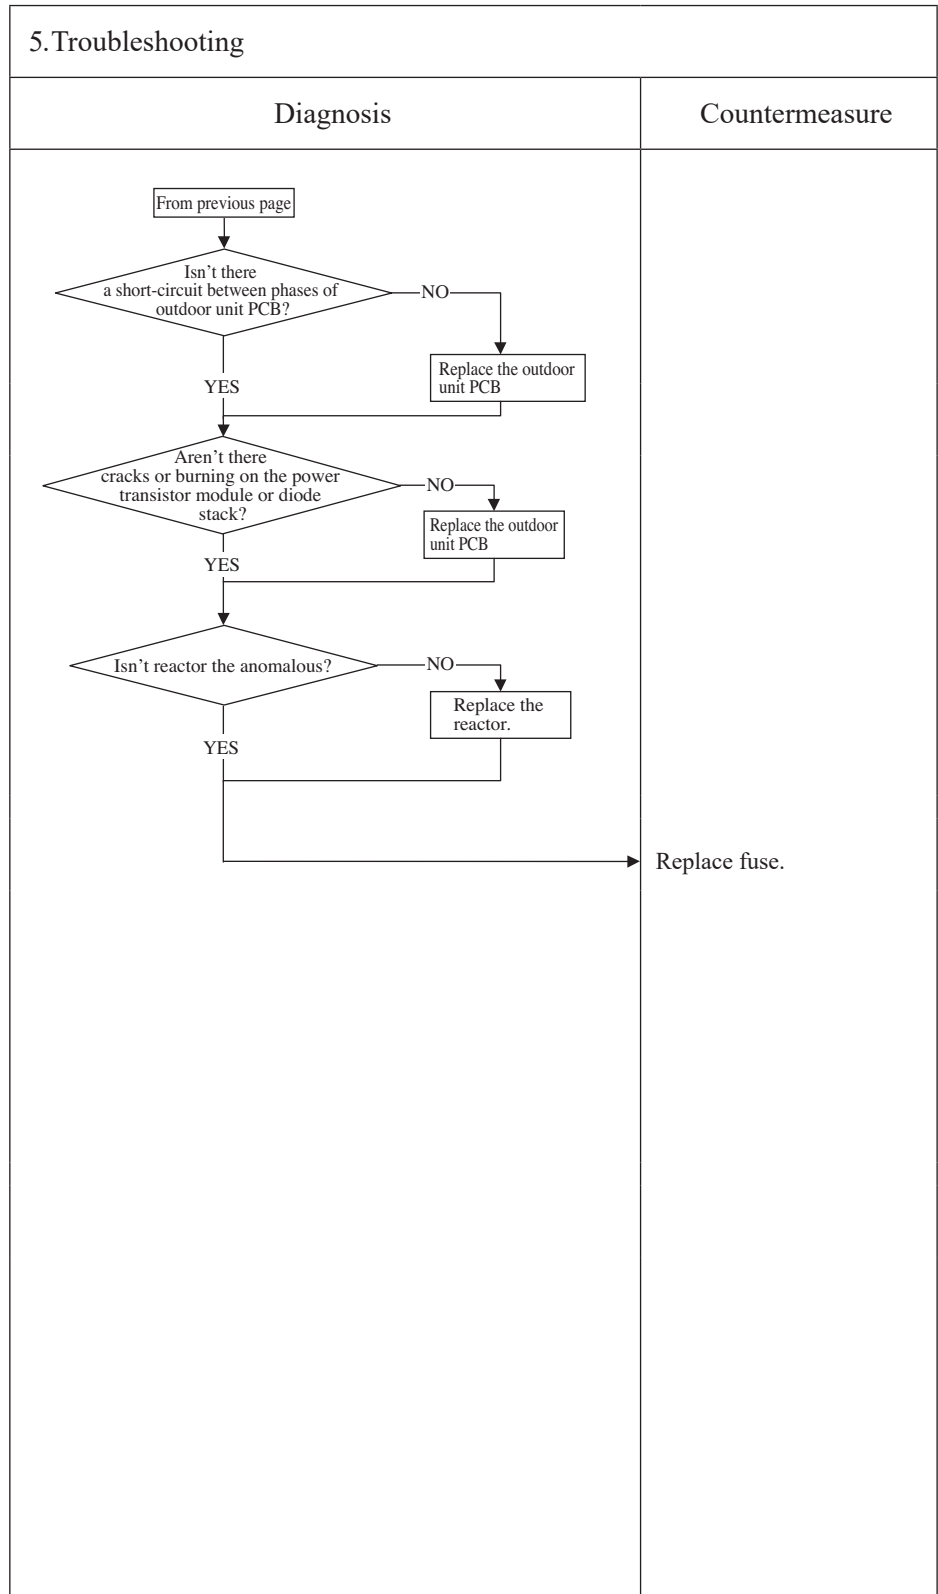 5.Troubleshooting
Diagnosis
Countermeasure
From previous page
Isn't there
a short-circuit between phases of
outdoor unit PCB?
NO
Replace the outdoor
unit PCB
YES
Aren't there
cracks or burning on the power
transistor module or diode
stack?
NO
Replace the outdoor
unit PCB
YES
Isn't reactor the anomalous?
NO
Replace the
reactor.
YES
Replace fuse.